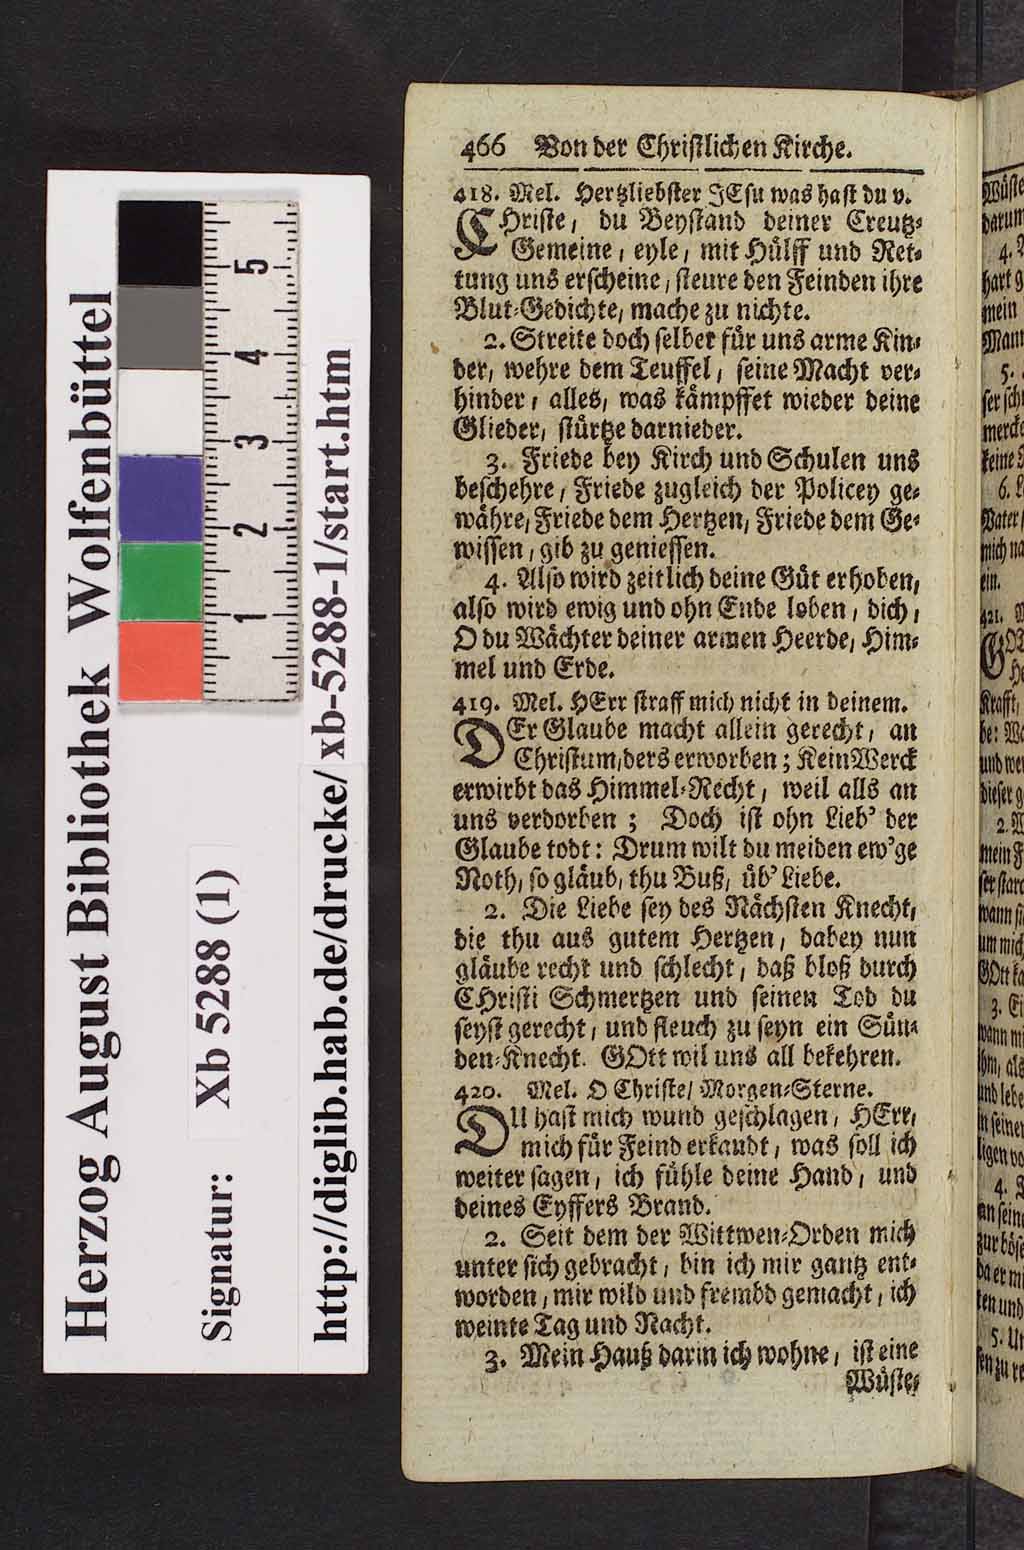 466 Von der Christlichen Kirche.
418. Mel. Hertzliebster JEsu was hast du v.
CHriste, du Beystand deiner Creutz-
Gemeine, eyle, mit Hülff und Ret-
tung uns erscheine, steure den Feinden ihre
Blut-Gedichte, mache zu nichte.
2. Streite doch selber für uns arme Kin-
der, wehre dem Teuffel, seine Macht ver-
hinder, alles, was kämpffet wieder deine
Glieder, stürtze darnieder.
3. Friede bey Kirch und Schulen uns
beschehre, Friede zugleich der Policey ge-
währe, Friede dem Hertzen, Friede dem Ge-
wissen, gib zu geniessen.
4. Also wird zeitlich deine Güt erhoben,
also wird ewig und ohn Ende loben, dich,
O du Wächter deiner armen Heerde, Him-
mel und Erde.
419. Mel. HErr straff mich nicht in deinem.
DEr Glaube macht allein gerecht, an
Christum, ders erworben; Kein Werck
erwirbt das Himmel-Recht, weil alls an
uns verdorben; Doch ist ohn Lieb' der
Glaube todt: Drum wilt du meiden ew'ge
Noth, so gläub, thu Buß, üb' Liebe.
2. Die Liebe sey des Nächsten Knecht,
die thu aus gutem Hertzen, dabey nun
gläube recht und schlecht, daß bloß durch
CHristi Schmertzen und seinen Tod du
seyst gerecht, und fleuch zu seyn ein Sün-
den-Knecht. GOtt wil uns all bekehren.
420. Mel. O Christe/ Morgen-Sterne.
DU hast mich wund geschlagen, HErr,
mich für Feind erkandt, was soll ich
weiter sagen, ich fühle deine Hand, und
deines Eyffers Brand.
2. Seit dem der Wittwen-Orden mich
unter sich gebracht, bin ich mir gantz ent-
worden, mir wild und frembd gemacht, ich
weinte Tag und Nacht.
3. Mein Hauß darin ich wohne, ist eine
Wüste,
Herzog August Bibliothek Wolfenbüttel
Signatur: Xb 5288 (1)
http://diglib.hab.de/drucke/ xb-5288-1/start.htm
1 2 3 4 5